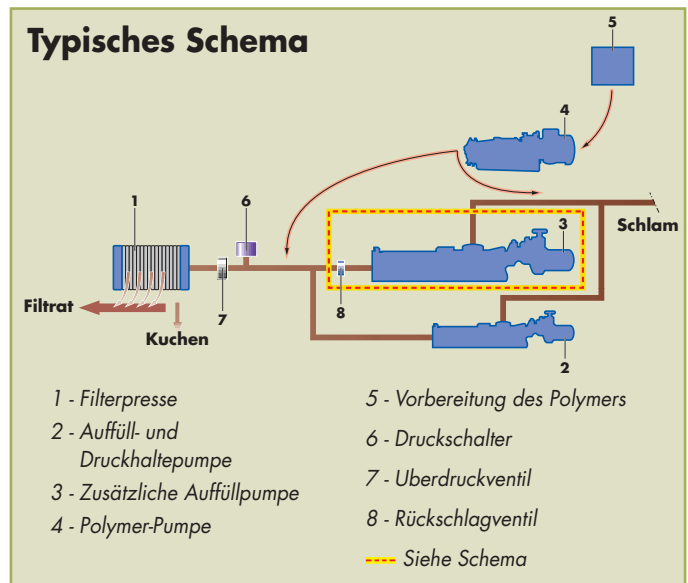 Typisches Schema
5
4
1
6
3
Schlam
Filtrat
7
8
Kuchen
2
1 - Filterpresse
2 - Auffüll- und
Druckhaltepumpe
3 - Zusätzliche Auffüllpumpe
4 - Polymer-Pumpe
5 - Vorbereitung des Polymers
6 - Druckschalter
7 - Uberdruckventil
8 - Rückschlagventil
Siehe Schema